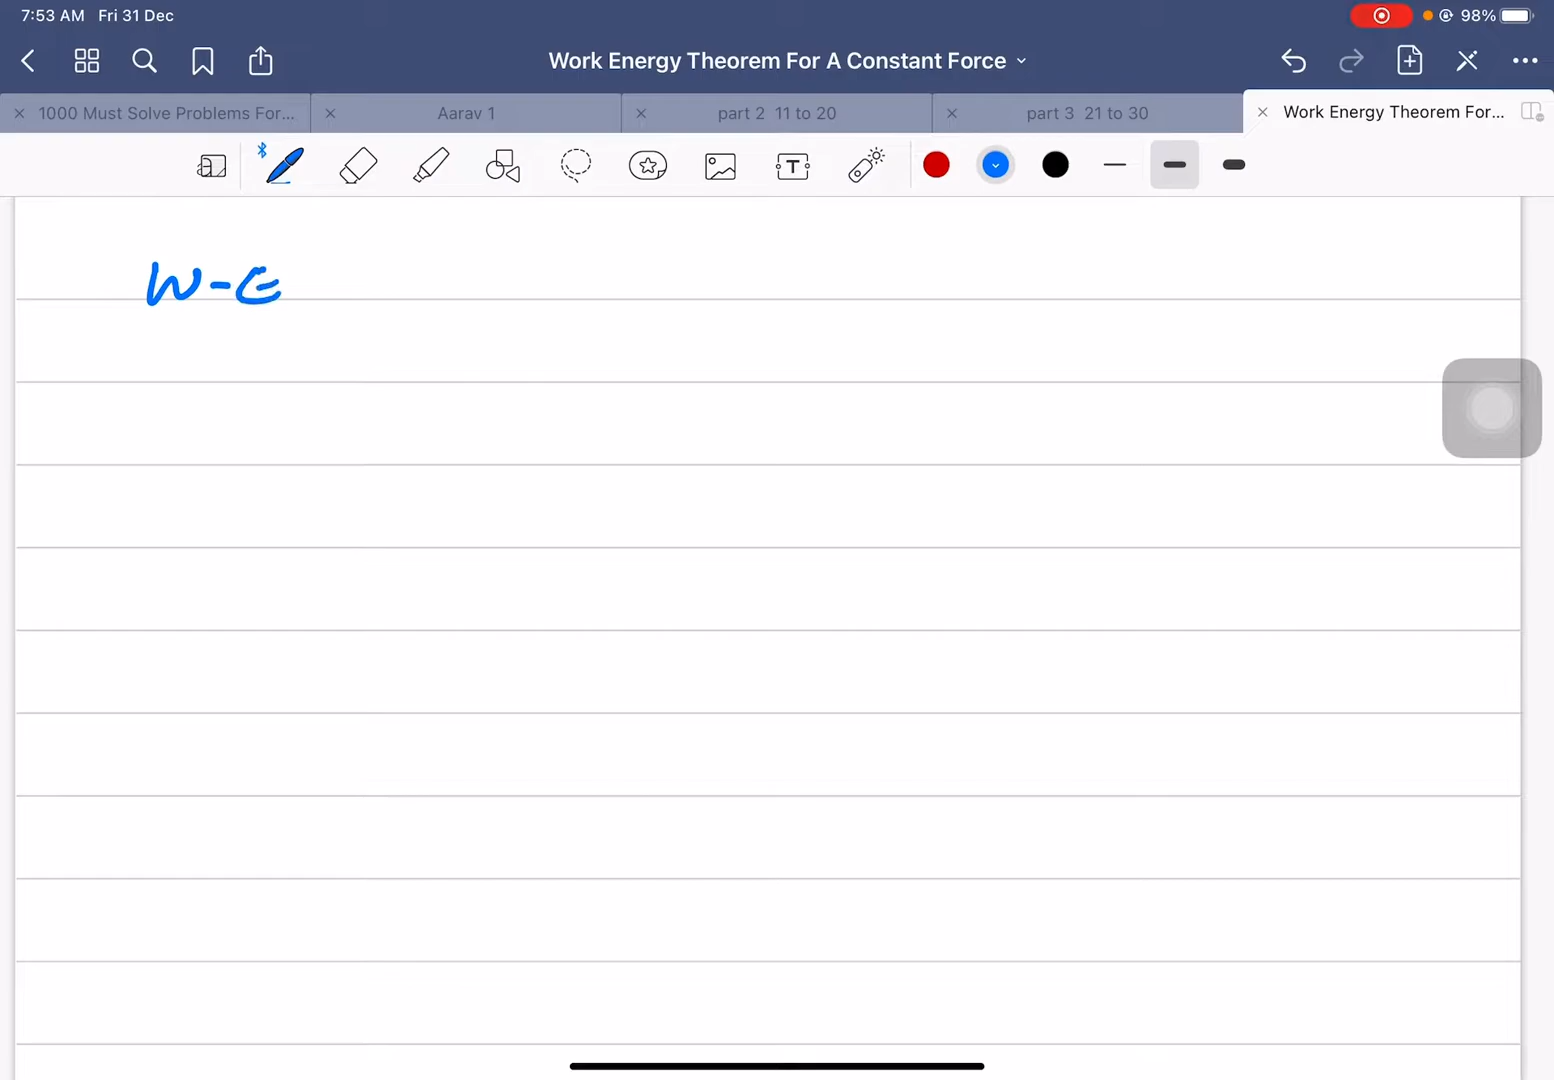 7:53 AM Fri 31 Dec 98%
Work Energy Theorem For A Constant Force
1000 Must Solve Problems For... Aarav 1 part 2 11 to 20 part 3 21 to 30 Work Energy Theorem For...
W-E